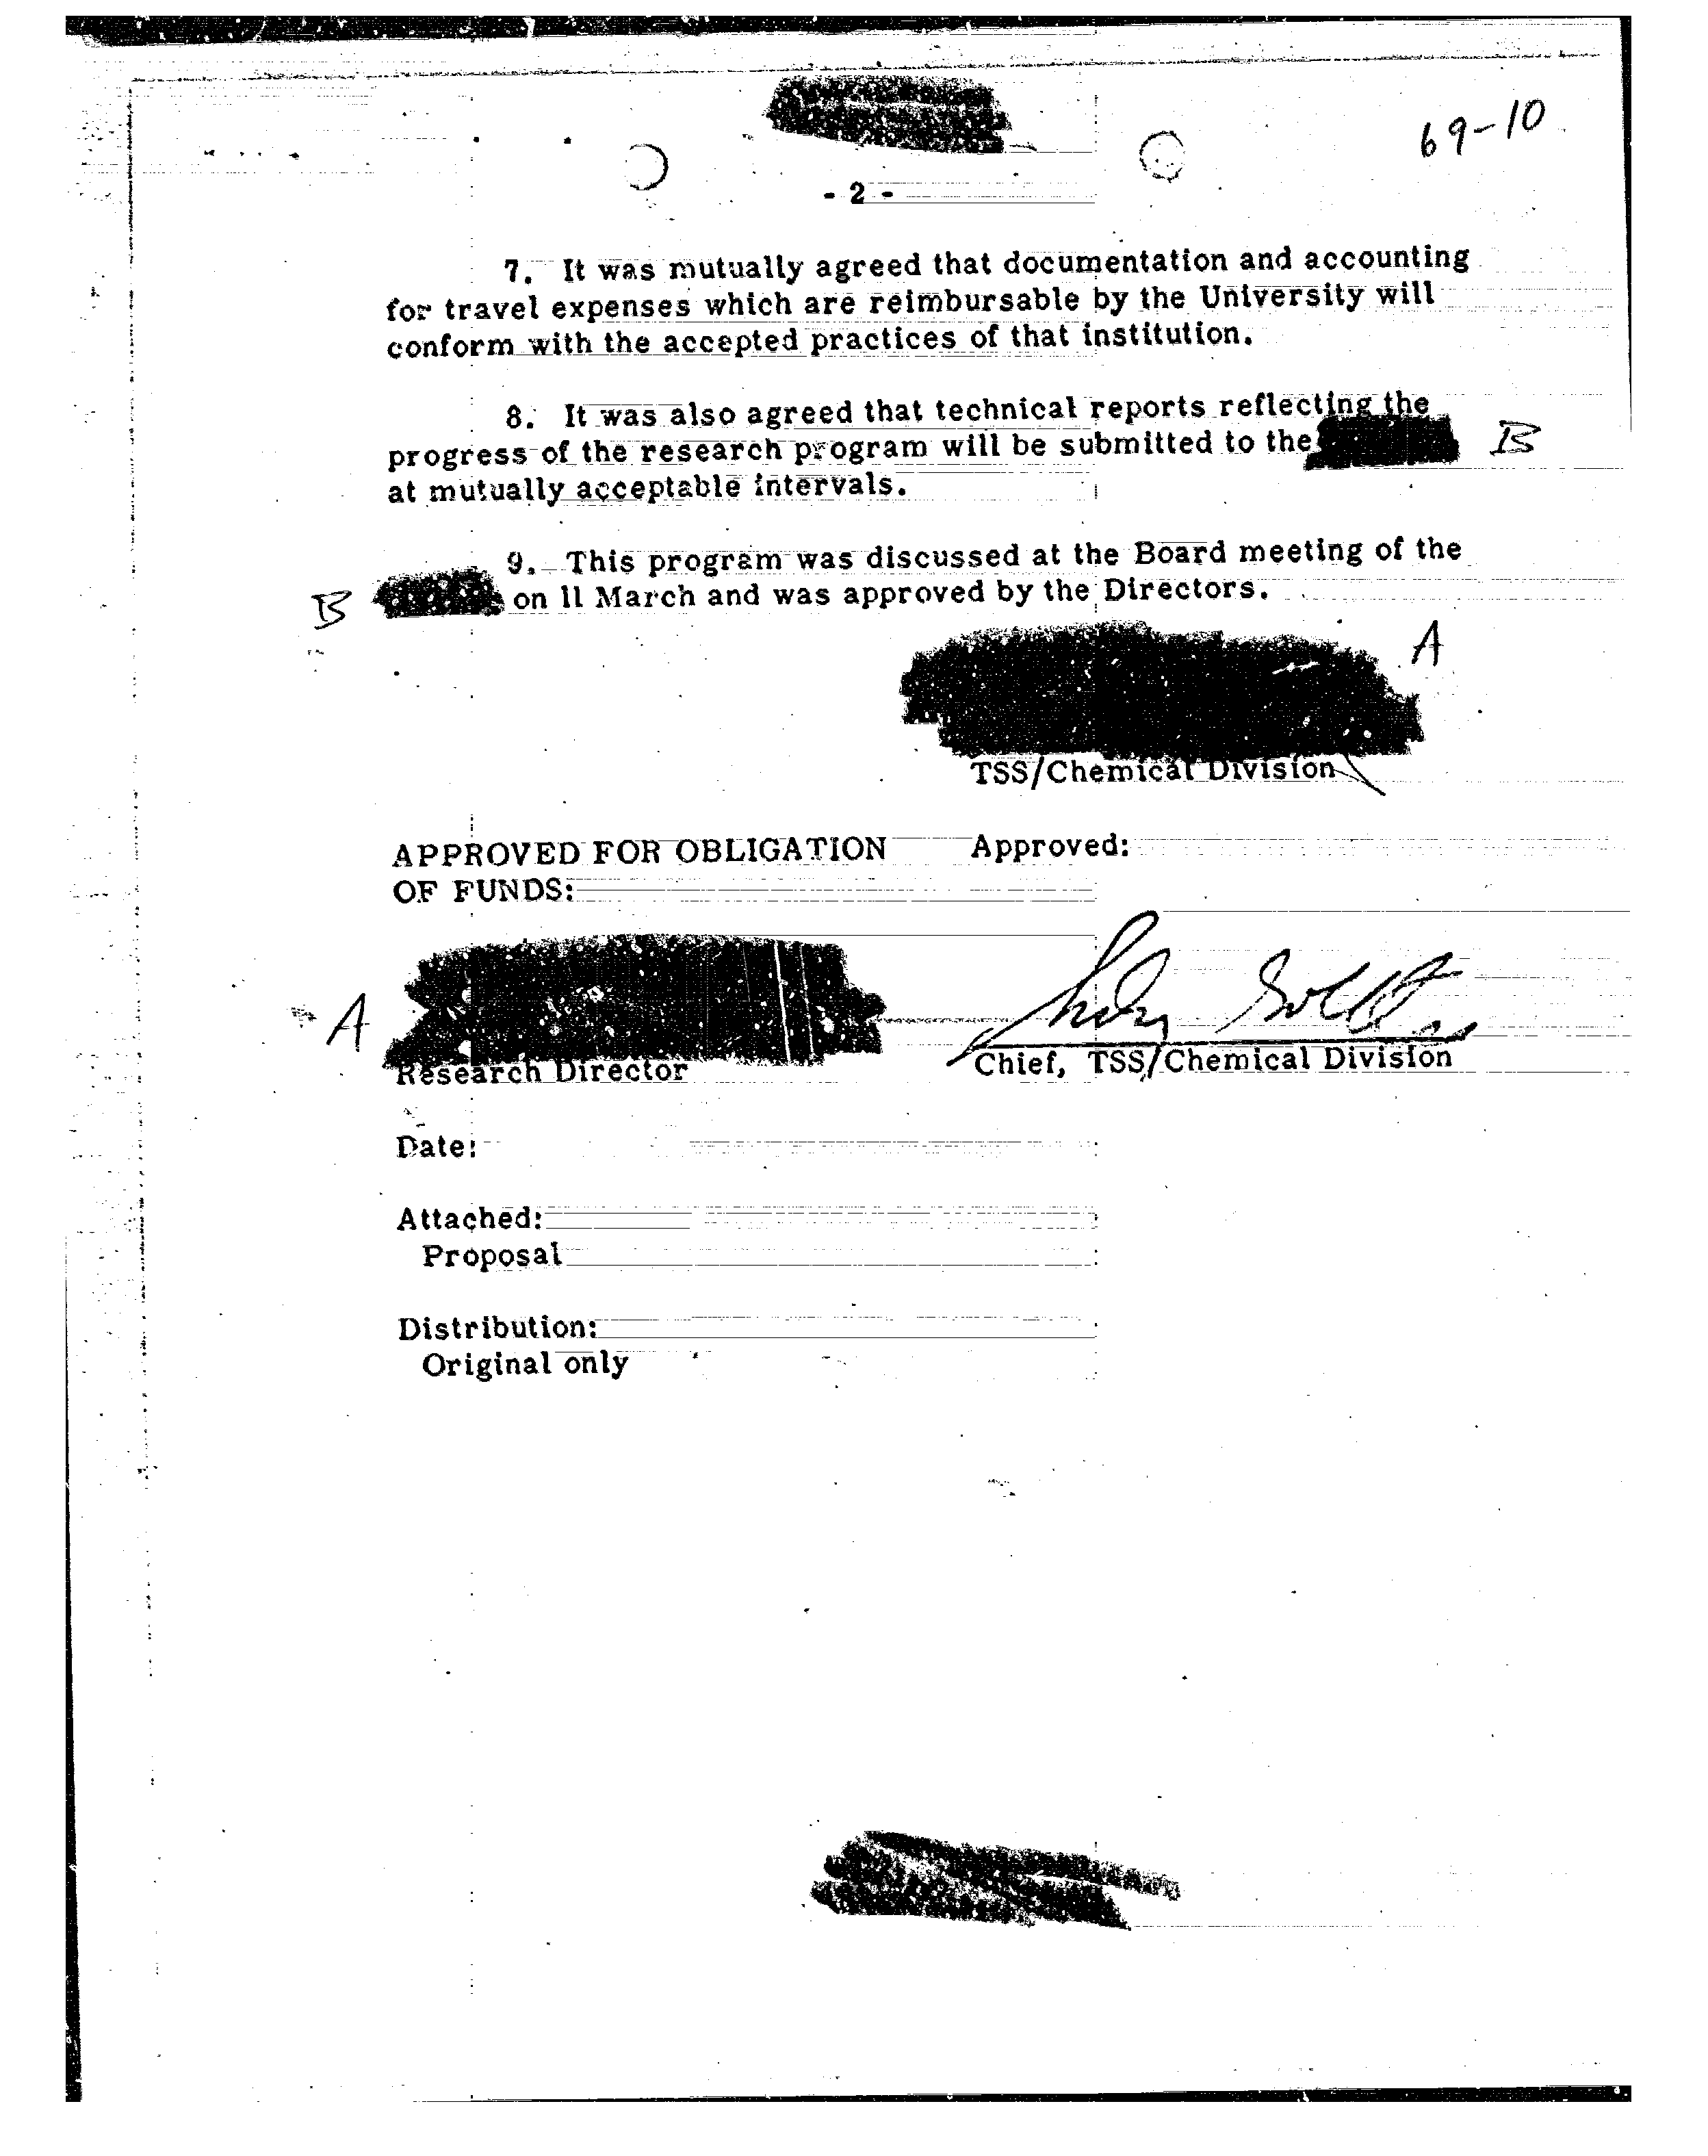 69-10
- 2 -
7. It was mutually agreed that documentation and accounting
for travel expenses which are reimbursable by the University will
conform with the accepted practices of that institution.
8. It was also agreed that technical reports reflecting the
progress of the research program will be submitted to the B
at mutually acceptable intervals.
9. This program was discussed at the Board meeting of the
B on 11 March and was approved by the Directors.
A
TSS/Chemical Division
APPROVED FOR OBLIGATION Approved:
OF FUNDS:
A
Research Director Chief, TSS/Chemical Division
Date:
Attached:
Proposal
Distribution:
Original only